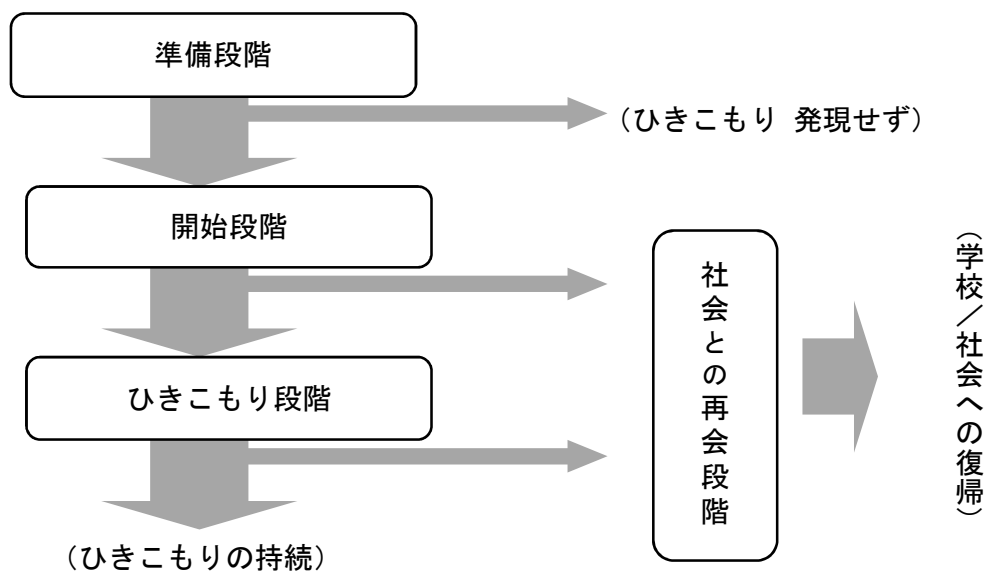 準備段階
(ひきこもり 発現せず)
開始段階
ひきこもり段階
(ひきこもりの持続)
社会との再会段階
(学校/社会への復帰)